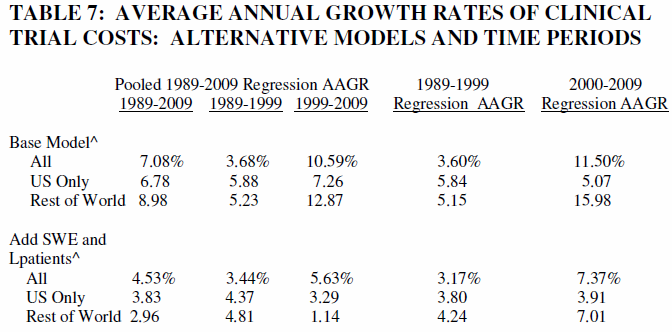 TABLE 7: AVERAGE ANNUAL GROWTH RATES OF CLINICAL
TRIAL COSTS: ALTERNATIVE MODELS AND TIME PERIODS
Pooled 1989-2009 Regression AAGR 1989-1999 2000-2009
1989-2009 1989-1999 1999-2009 Regression AAGR Regression AAGR
Base Model^
All 7.08% 3.68% 10.59% 3.60% 11.50%
US Only 6.78 5.88 7.26 5.84 5.07
Rest of World 8.98 5.23 12.87 5.15 15.98
Add SWE and
Lpatients^
All 4.53% 3.44% 5.63% 3.17% 7.37%
US Only 3.83 4.37 3.29 3.80 3.91
Rest of World 2.96 4.81 1.14 4.24 7.01